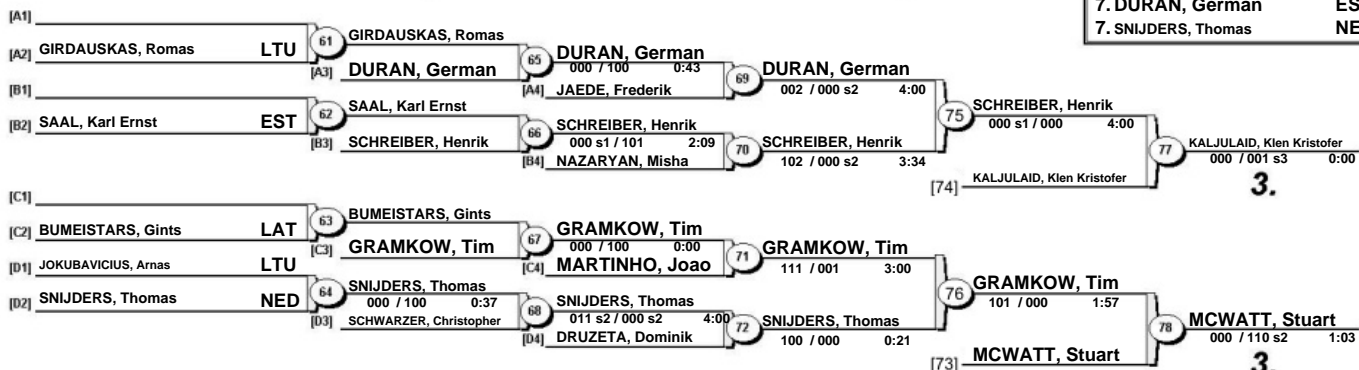 7. DURAN, German ES
7. SNIJDERS, Thomas NE
[A1]
[A2] GIRDAUSKAS, Romas LTU
61 GIRDAUSKAS, Romas
[A3] DURAN, German
65 DURAN, German
000 / 100 0:43
[A4] JAEDE, Frederik
69 DURAN, German
002 / 000 s2 4:00
[B1]
[B2] SAAL, Karl Ernst EST
62 SAAL, Karl Ernst
[B3] SCHREIBER, Henrik
66 SCHREIBER, Henrik
000 s1 / 101 2:09
[B4] NAZARYAN, Misha
70 SCHREIBER, Henrik
102 / 000 s2 3:34
75 SCHREIBER, Henrik
000 s1 / 000 4:00
[74] KALJULAID, Klen Kristofer
77 KALJULAID, Klen Kristofer
000 / 001 s3 0:00
3.
[C1]
[C2] BUMEISTARS, Gints LAT
63 BUMEISTARS, Gints
[C3] GRAMKOW, Tim
67 GRAMKOW, Tim
000 / 100 0:00
[C4] MARTINHO, Joao
71 GRAMKOW, Tim
111 / 001 3:00
[D1] JOKUBAVICIUS, Arnas LTU
[D2] SNIJDERS, Thomas NED
64 SNIJDERS, Thomas
000 / 100 0:37
[D3] SCHWARZER, Christopher
68 SNIJDERS, Thomas
011 s2 / 000 s2 4:00
[D4] DRUZETA, Dominik
72 SNIJDERS, Thomas
100 / 000 0:21
76 GRAMKOW, Tim
101 / 000 1:57
[73] MCWATT, Stuart
78 MCWATT, Stuart
000 / 110 s2 1:03
3.